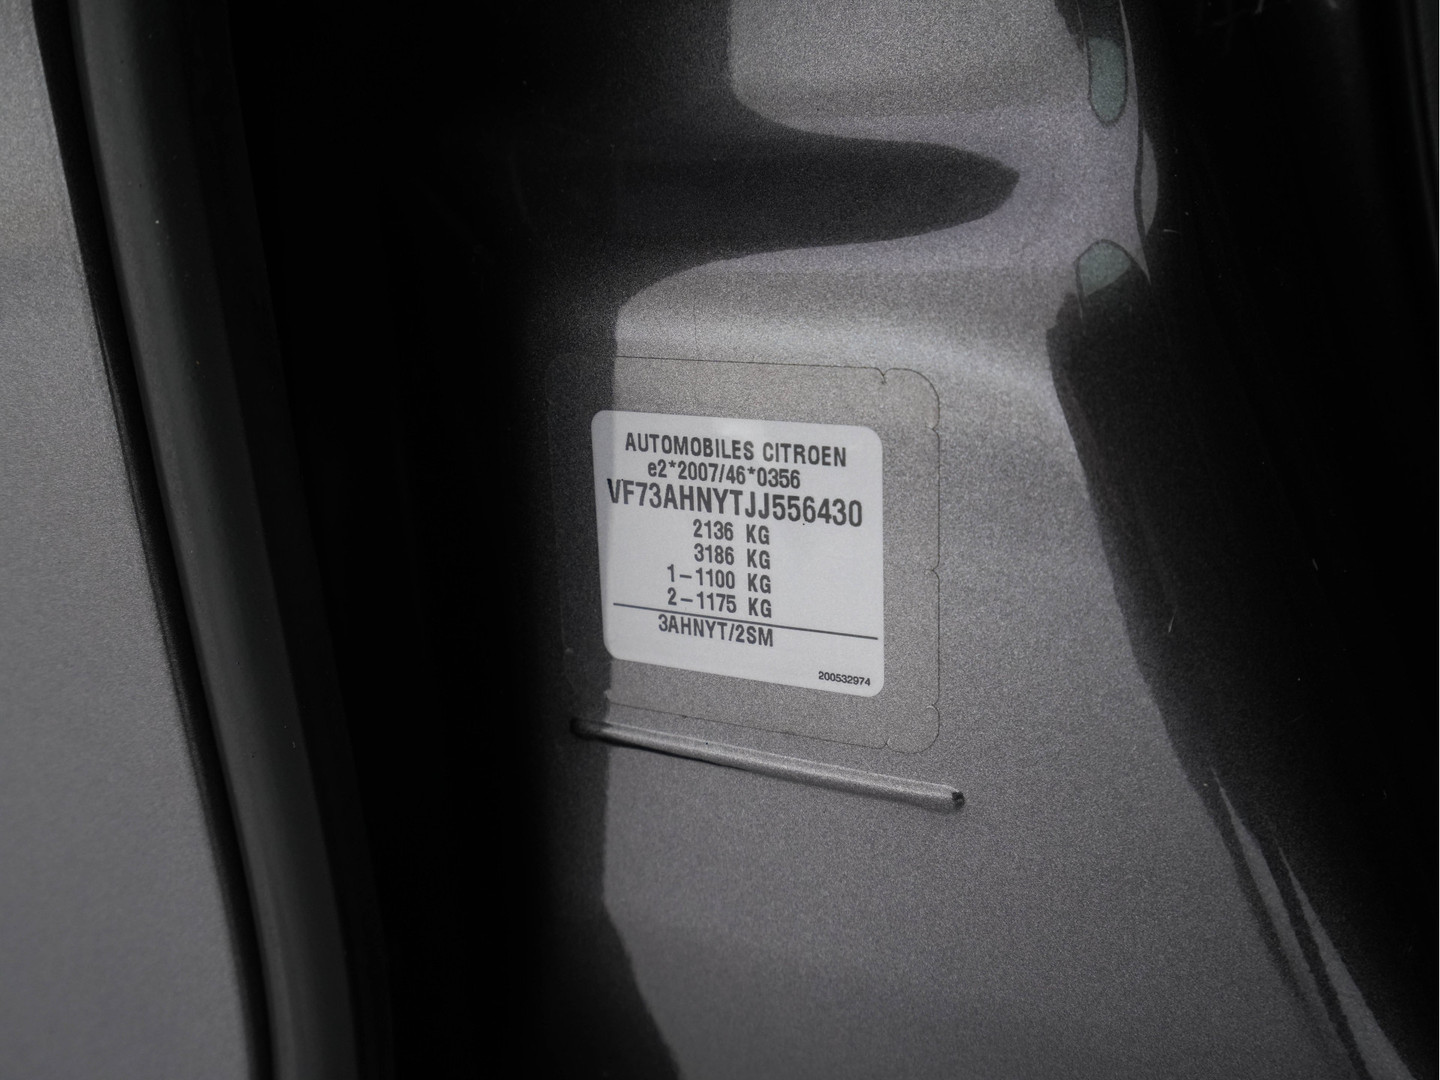 AUTOMOBILES CITROEN
e2*2007/46*0356
VF73AHNYTJJ556430
2136 KG
3186 KG
1-1100 KG
2-1175 KG
3AHNYT/2SM
200532974